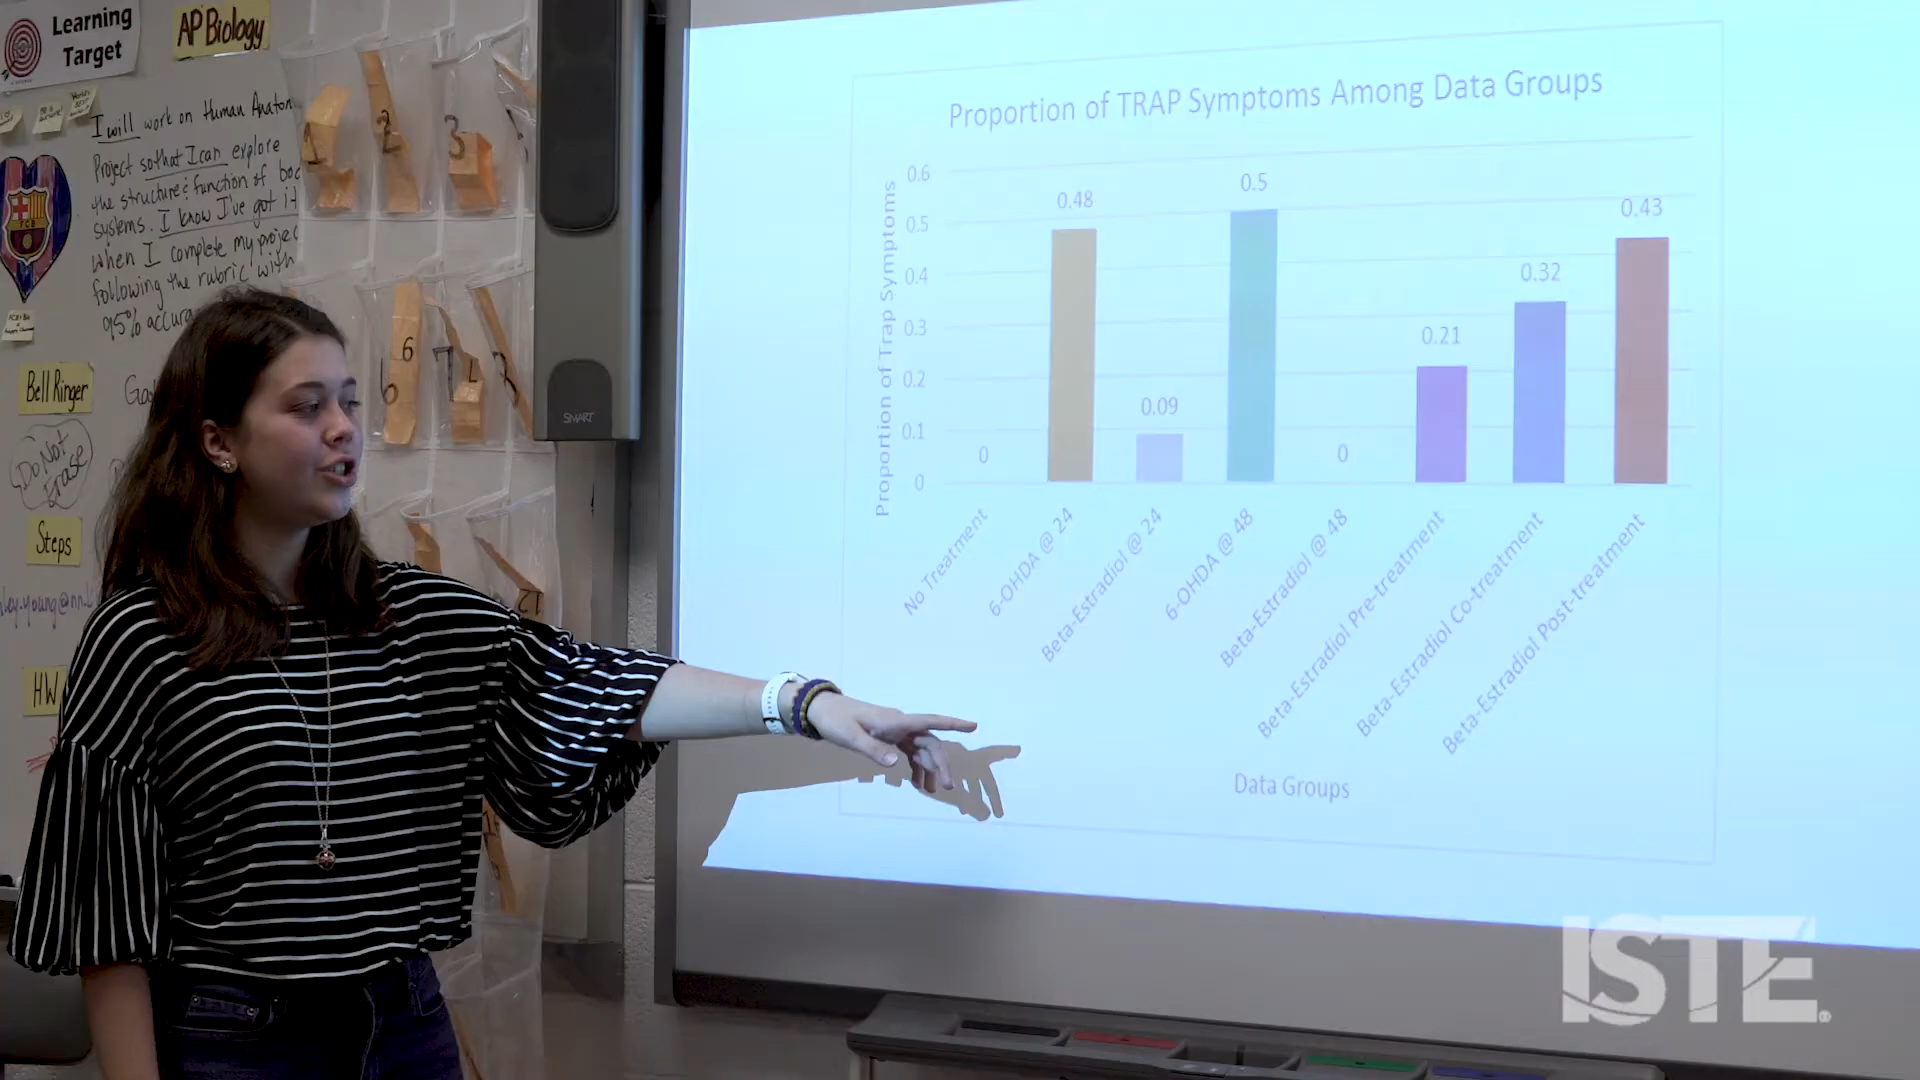 Learning
Target
AP Biology
I will work on Human Anatom
Project so that I can explore
the structure & function of bod
systems. I know I've got it
when I complete my project
following the rubric with
95% accura
1
2
3
6
7
12
FCB
Bell Ringer
Do Not
Erase
Steps
HW
SMART
Proportion of TRAP Symptoms Among Data Groups
Proportion of Trap Symptoms
0.6
0.5
0.4
0.3
0.2
0.1
0
0
0.48
0.09
0.5
0
0.21
0.32
0.43
No Treatment
6-OHDA @ 24
Beta-Estradiol @ 24
6-OHDA @ 48
Beta-Estradiol @ 48
Beta-Estradiol Pre-treatment
Beta-Estradiol Co-treatment
Beta-Estradiol Post-treatment
Data Groups
ISTE